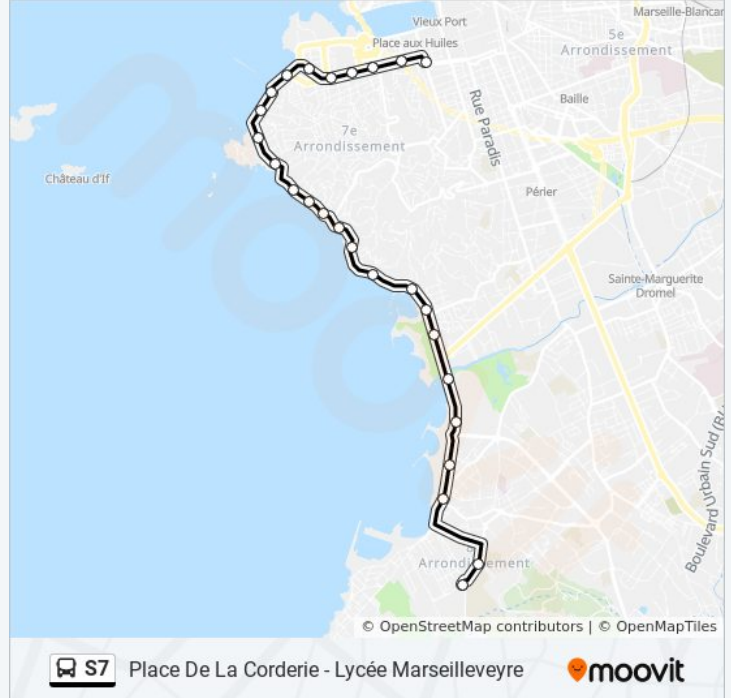 Marseille-Blancar
Vieux Port
Place aux Huiles
5e
Arrondissement
Rue Paradis
Baille
7e
Arrondissement
Château d'If
Périer
Sainte-Marguerite
Dromel
Boulevard Urbain Sud (R
Arrondissement
© OpenStreetMap contributors | © OpenMapTiles
S7 Place De La Corderie - Lycée Marseilleveyre
moovit